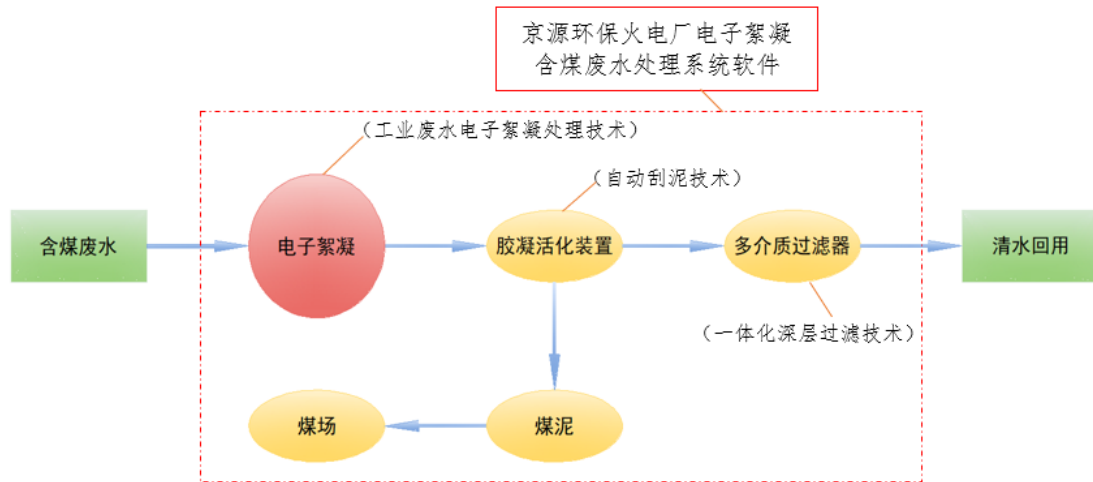 京源环保火电厂电子絮凝
含煤废水处理系统软件
（工业废水电子絮凝处理技术）
（自动刮泥技术）
含煤废水
电子絮凝
胶凝活化装置
多介质过滤器
清水回用
（一体化深层过滤技术）
煤场
煤泥